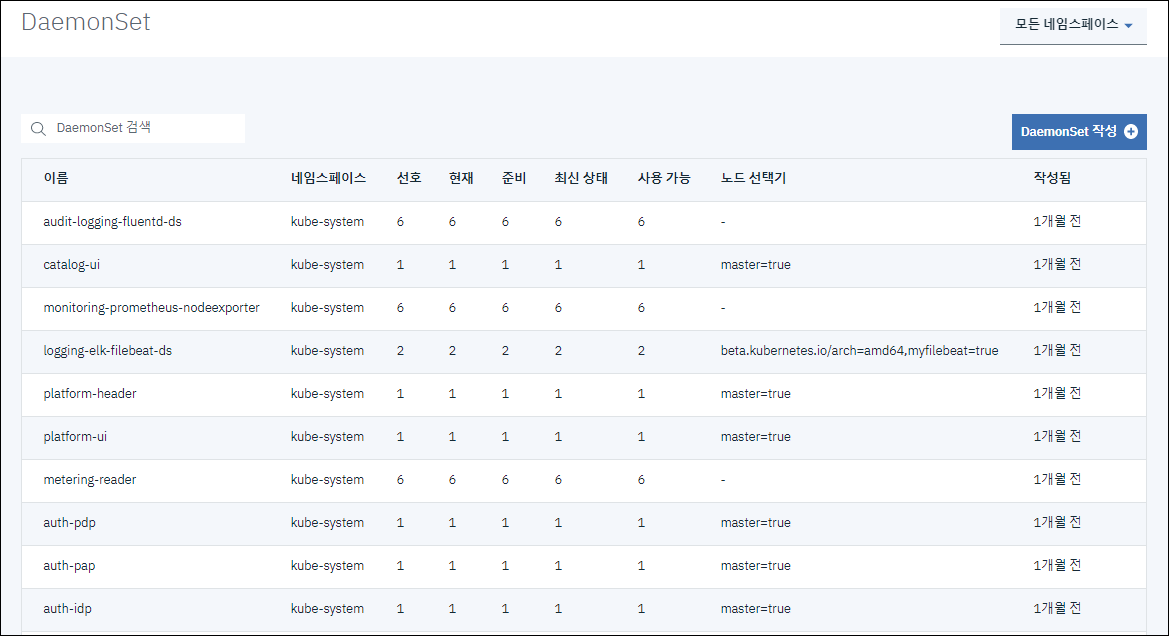 DaemonSet
모든 네임스페이스
DaemonSet 검색
DaemonSet 작성
이름 네임스페이스 선호 현재 준비 최신 상태 사용 가능 노드 선택기 작성됨
audit-logging-fluentd-ds kube-system 6 6 6 6 6 - 1개월 전
catalog-ui kube-system 1 1 1 1 1 master=true 1개월 전
monitoring-prometheus-nodeexporter kube-system 6 6 6 6 6 - 1개월 전
logging-elk-filebeat-ds kube-system 2 2 2 2 2 beta.kubernetes.io/arch=amd64,myfilebeat=true 1개월 전
platform-header kube-system 1 1 1 1 1 master=true 1개월 전
platform-ui kube-system 1 1 1 1 1 master=true 1개월 전
metering-reader kube-system 6 6 6 6 6 - 1개월 전
auth-pdp kube-system 1 1 1 1 1 master=true 1개월 전
auth-pap kube-system 1 1 1 1 1 master=true 1개월 전
auth-idp kube-system 1 1 1 1 1 master=true 1개월 전